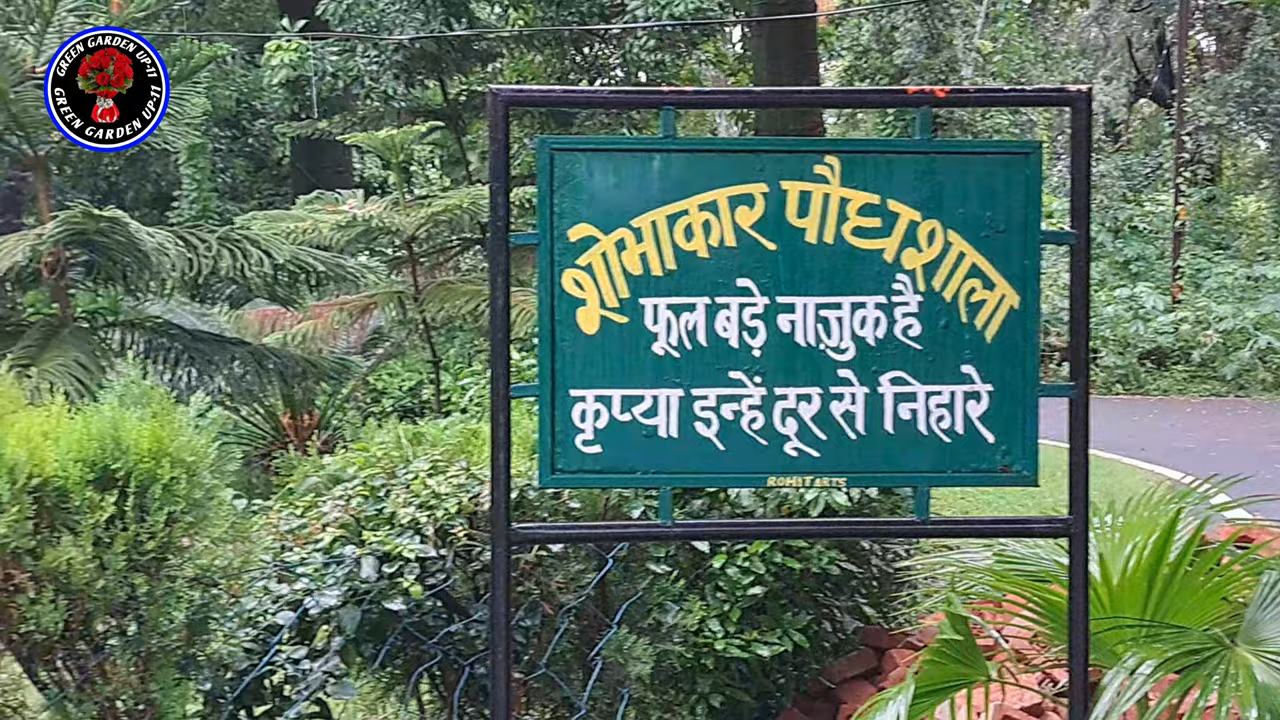 GREEN GARDEN UP-11
GREEN GARDEN UP-11
शोभाकार पौधशाला
फूल बड़े नाज़ुक है
कृप्या इन्हें दूर से निहारे
ROHIT ARTS